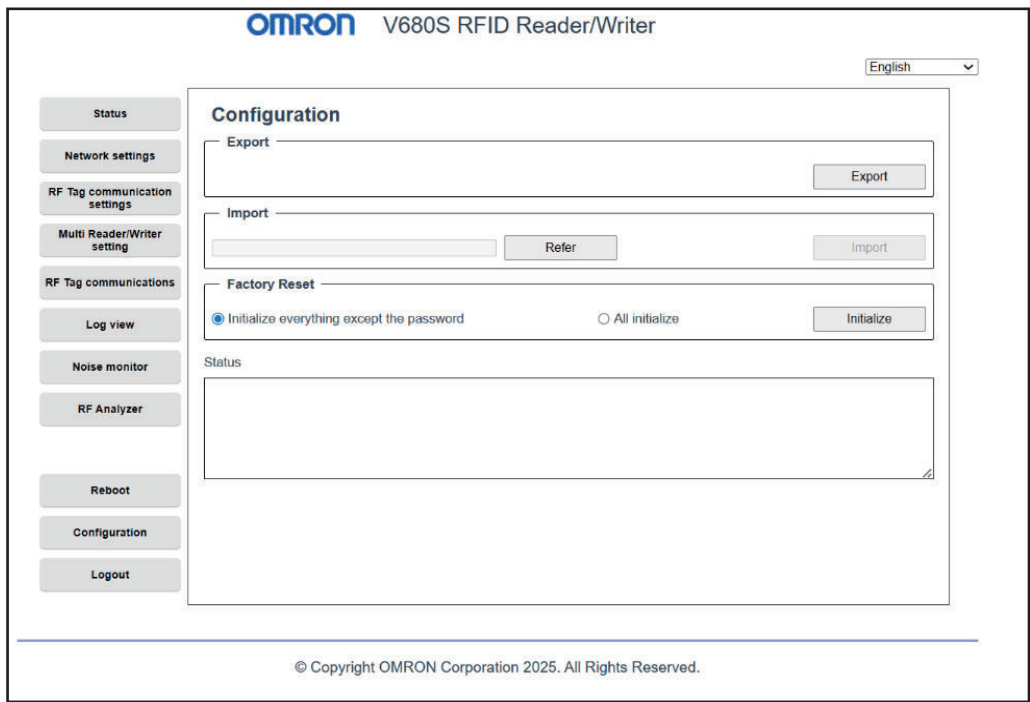 OMRON V680S RFID Reader/Writer
English
Status
Network settings
RF Tag communication
settings
Multi Reader/Writer
setting
RF Tag communications
Log view
Noise monitor
RF Analyzer
Reboot
Configuration
Logout
Configuration
Export
Export
Import
Refer
Import
Factory Reset
Initialize everything except the password
All initialize
Initialize
Status
© Copyright OMRON Corporation 2025. All Rights Reserved.